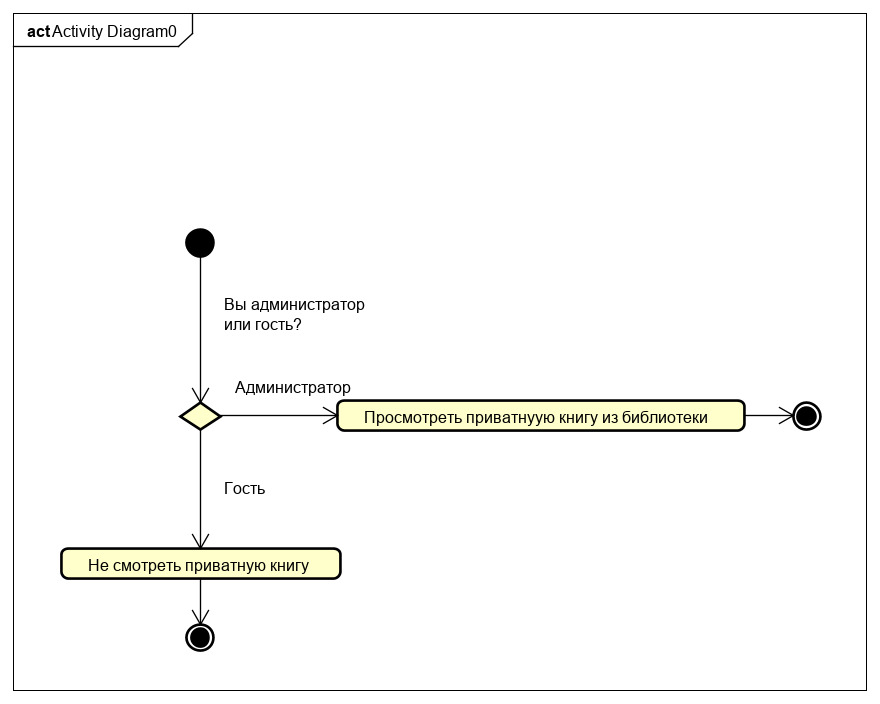 act Activity Diagram0
Вы администратор
или гость?
Администратор
Просмотреть приватнуую книгу из библиотеки
Гость
Не смотреть приватную книгу